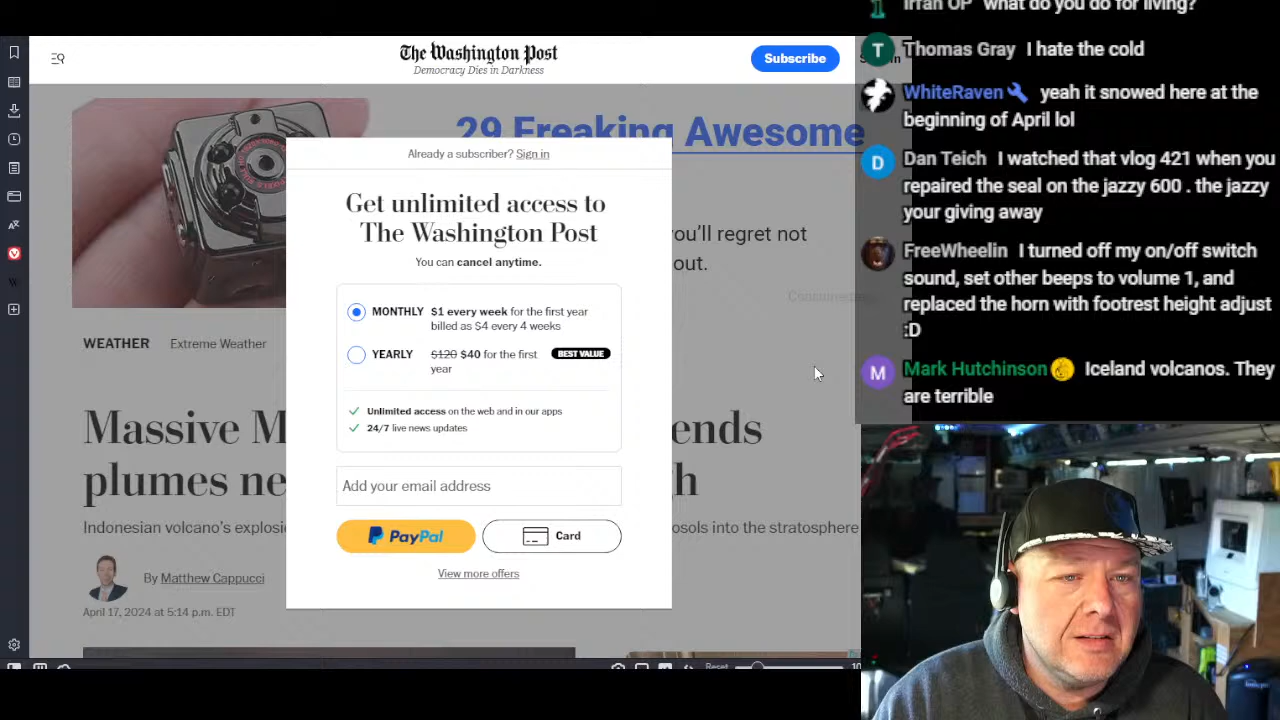 The Washington Post
Democracy Dies in Darkness
Subscribe
29 Freaking Awesome
you'll regret not
out.
WEATHER Extreme Weather
Massive M
ends
plumes ne
Indonesian volcano's explosi
osols into the stratosphere
By Matthew Cappucci
April 17, 2024 at 5:14 p.m. EDT
Already a subscriber? Sign in
Get unlimited access to
The Washington Post
You can cancel anytime.
MONTHLY $1 every week for the first year
billed as $4 every 4 weeks
YEARLY $120 $40 for the first
year
BEST VALUE
Unlimited access on the web and in our apps
24/7 live news updates
Add your email address
PayPal
Card
View more offers
Reset
Irfan OP what do you do for living?
T Thomas Gray I hate the cold
WhiteRaven yeah it snowed here at the
beginning of April lol
D Dan Teich I watched that vlog 421 when you
repaired the seal on the jazzy 600 . the jazzy
your giving away
FreeWheelin I turned off my on/off switch
sound, set other beeps to volume 1, and
replaced the horn with footrest height adjust
:D
M Mark Hutchinson Iceland volcanos. They
are terrible